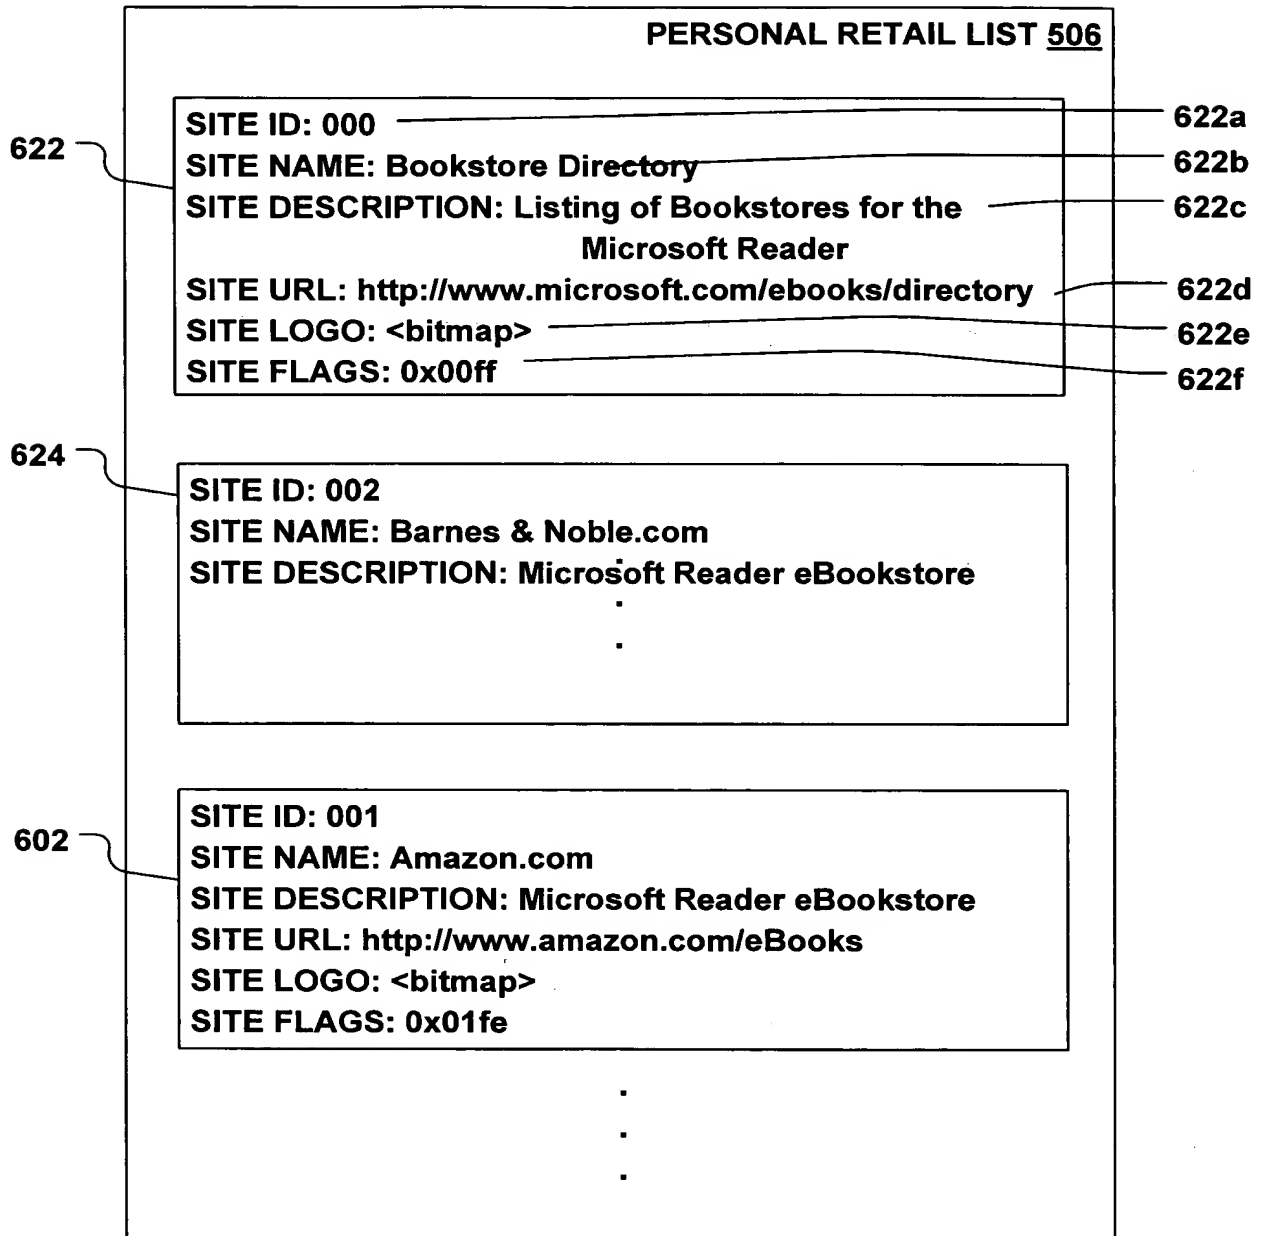 PERSONAL RETAIL LIST 506
622
SITE ID: 000
622a
SITE NAME: Bookstore Directory
622b
SITE DESCRIPTION: Listing of Bookstores for the
622c
Microsoft Reader
SITE URL: http://www.microsoft.com/ebooks/directory
622d
SITE LOGO: <bitmap>
622e
SITE FLAGS: 0x00ff
622f
624
SITE ID: 002
SITE NAME: Barnes & Noble.com
SITE DESCRIPTION: Microsoft Reader eBookstore
602
SITE ID: 001
SITE NAME: Amazon.com
SITE DESCRIPTION: Microsoft Reader eBookstore
SITE URL: http://www.amazon.com/eBooks
SITE LOGO: <bitmap>
SITE FLAGS: 0x01fe